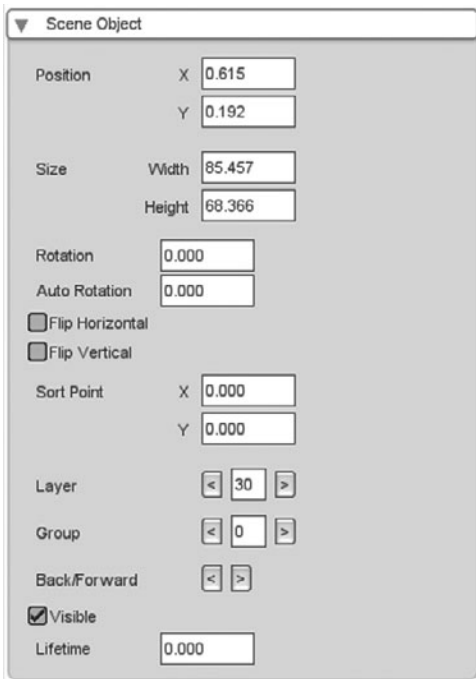 Scene Object
Position X 0.615
Y 0.192
Size Width 85.457
Height 68.366
Rotation 0.000
Auto Rotation 0.000
Flip Horizontal
Flip Vertical
Sort Point X 0.000
Y 0.000
Layer < 30 >
Group < 0 >
Back/Forward < >
Visible
Lifetime 0.000